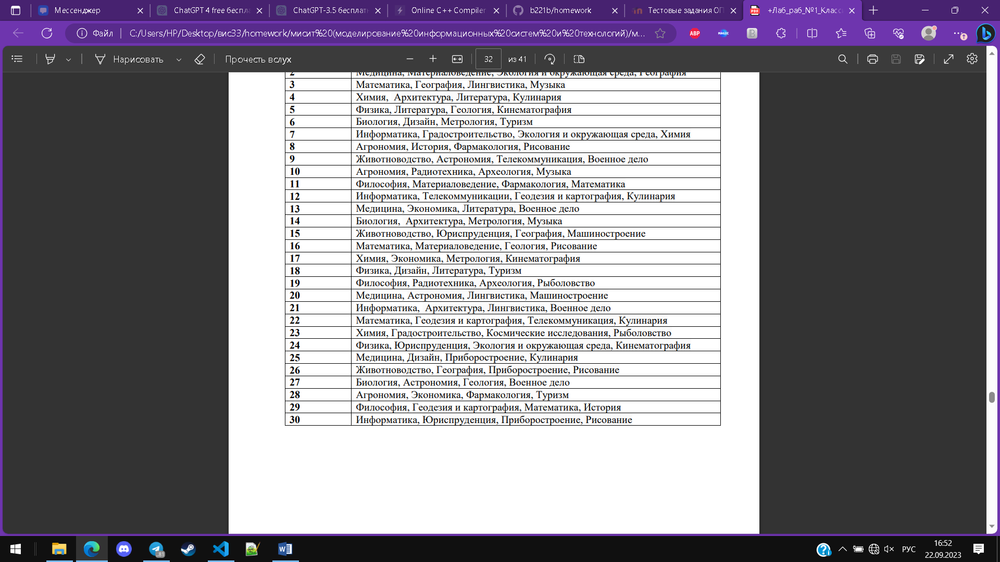 Мессенджер
ChatGPT 4 free беспла
ChatGPT-3.5 бесплатн
Online C++ Compiler
b221b/homework
Тестовые задания ОП
+Лаб_раб_№1_Класс
Файл
C:/Users/HP/Desktop/вис33/homework/мисит%20(моделирование%20информационных%20систем%20и%20технологий)/м...
ABP
MAGIC
B
Нарисовать
Прочесть вслух
32
из 41
2 Медицина, Материаловедение, Экология и окружающая среда, География
3 Математика, География, Лингвистика, Музыка
4 Химия,  Архитектура, Литература, Кулинария
5 Физика, Литература, Геология, Кинематография
6 Биология, Дизайн, Метрология, Туризм
7 Информатика, Градостроительство, Экология и окружающая среда, Химия
8 Агрономия, История, Фармакология, Рисование
9 Животноводство, Астрономия, Телекоммуникация, Военное дело
10 Агрономия, Радиотехника, Археология, Музыка
11 Философия, Материаловедение, Фармакология, Математика
12 Информатика, Телекоммуникации, Геодезия и картография, Кулинария
13 Медицина, Экономика, Литература, Военное дело
14 Биология,  Архитектура, Метрология, Музыка
15 Животноводство, Юриспруденция, География, Машиностроение
16 Математика, Материаловедение, Геология, Рисование
17 Химия, Экономика, Метрология, Кинематография
18 Физика, Дизайн, Литература, Туризм
19 Философия, Радиотехника, Археология, Рыболовство
20 Медицина, Астрономия, Лингвистика, Машиностроение
21 Информатика,  Архитектура, Лингвистика, Военное дело
22 Математика, Геодезия и картография, Телекоммуникация, Кулинария
23 Химия, Градостроительство, Космические исследования, Рыболовство
24 Физика, Юриспруденция, Экология и окружающая среда, Кинематография
25 Медицина, Дизайн, Приборостроение, Кулинария
26 Животноводство, География, Приборостроение, Рисование
27 Биология, Астрономия, Геология, Военное дело
28 Агрономия, Экономика, Фармакология, Туризм
29 Философия, Геодезия и картография, Математика, История
30 Информатика, Юриспруденция, Приборостроение, Рисование
81
РУС
16:52
22.09.2023